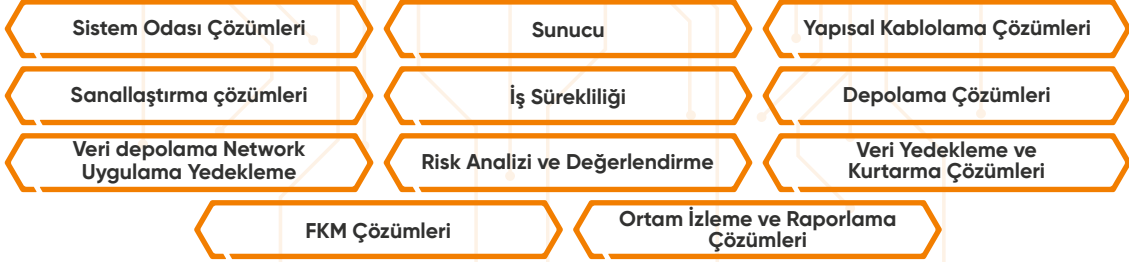 Sistem Odası Çözümleri
Sunucu
Yapısal Kablolama Çözümleri
Sanallaştırma çözümleri
İş Sürekliliği
Depolama Çözümleri
Veri depolama Network
Uygulama Yedekleme
Risk Analizi ve Değerlendirme
Veri Yedekleme ve
Kurtarma Çözümleri
FKM Çözümleri
Ortam İzleme ve Raporlama
Çözümleri